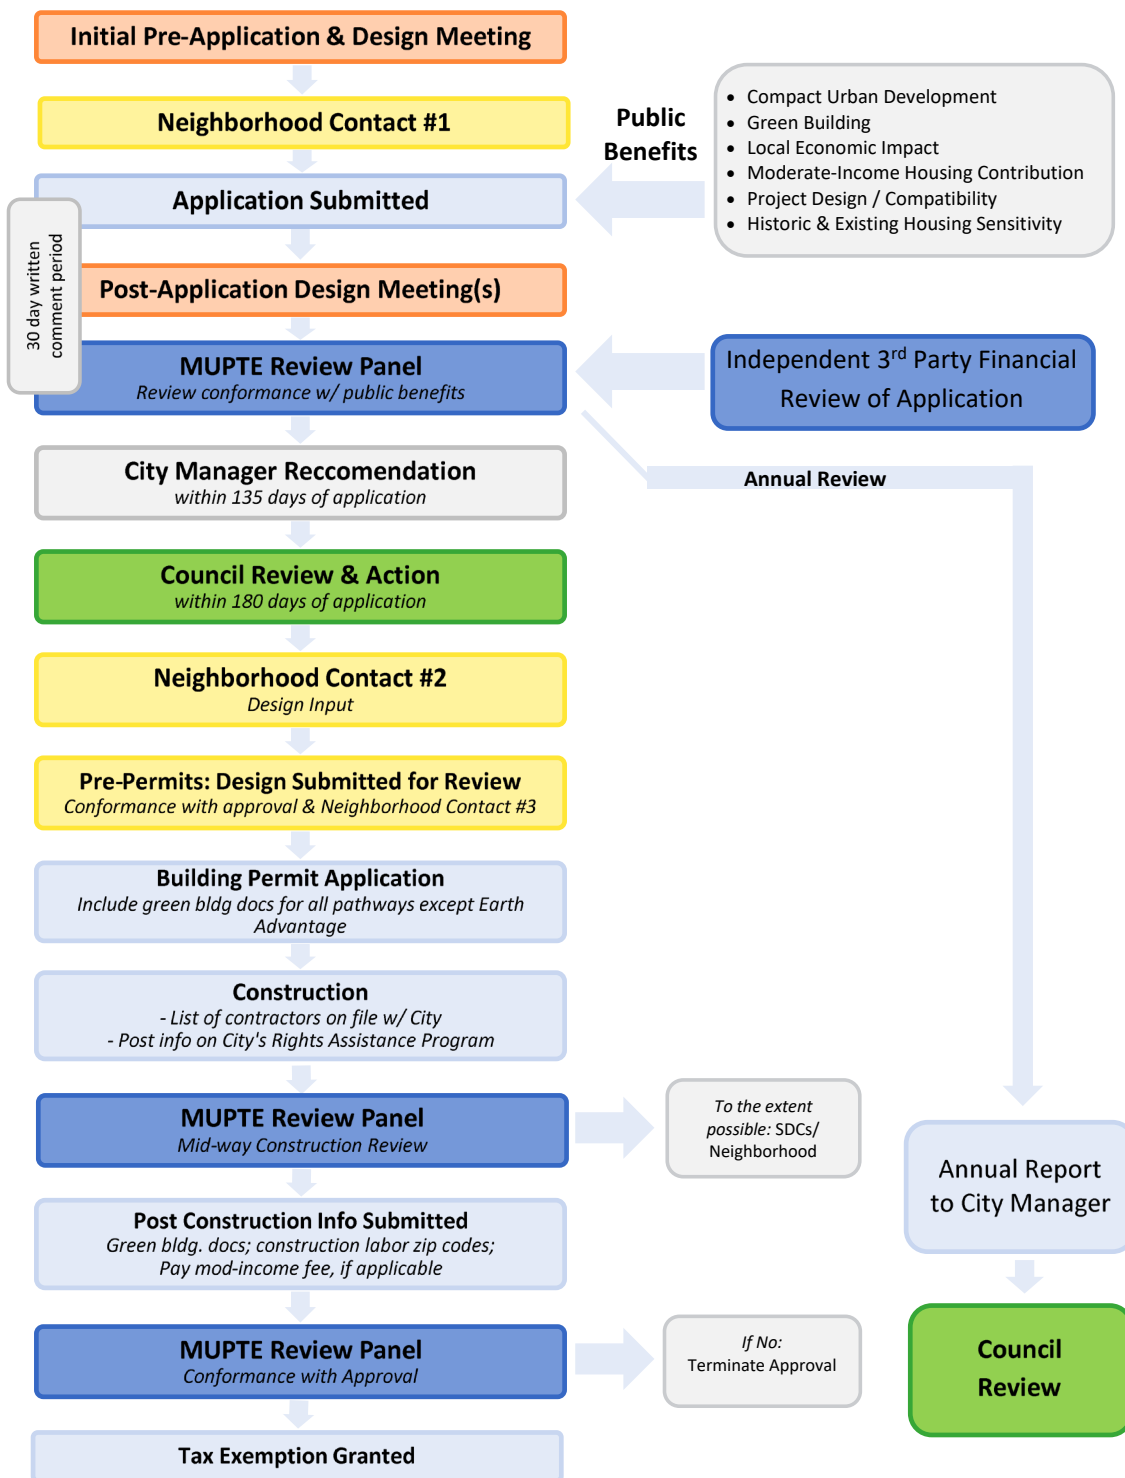 Initial Pre-Application & Design Meeting
Neighborhood Contact #1
Public
Benefits
• Compact Urban Development
• Green Building
• Local Economic Impact
• Moderate-Income Housing Contribution
• Project Design / Compatibility
• Historic & Existing Housing Sensitivity
Application Submitted
30 day written
comment period
Post-Application Design Meeting(s)
MUPTE Review Panel
Review conformance w/ public benefits
Independent 3rd Party Financial
Review of Application
Annual Review
City Manager Reccomendation
within 135 days of application
Council Review & Action
within 180 days of application
Neighborhood Contact #2
Design Input
Pre-Permits: Design Submitted for Review
Conformance with approval & Neighborhood Contact #3
Building Permit Application
Include green bldg docs for all pathways except Earth
Advantage
Construction
- List of contractors on file w/ City
- Post info on City's Rights Assistance Program
MUPTE Review Panel
Mid-way Construction Review
To the extent
possible: SDCs/
Neighborhood
Annual Report
to City Manager
Post Construction Info Submitted
Green bldg. docs; construction labor zip codes;
Pay mod-income fee, if applicable
MUPTE Review Panel
Conformance with Approval
If No:
Terminate Approval
Council
Review
Tax Exemption Granted